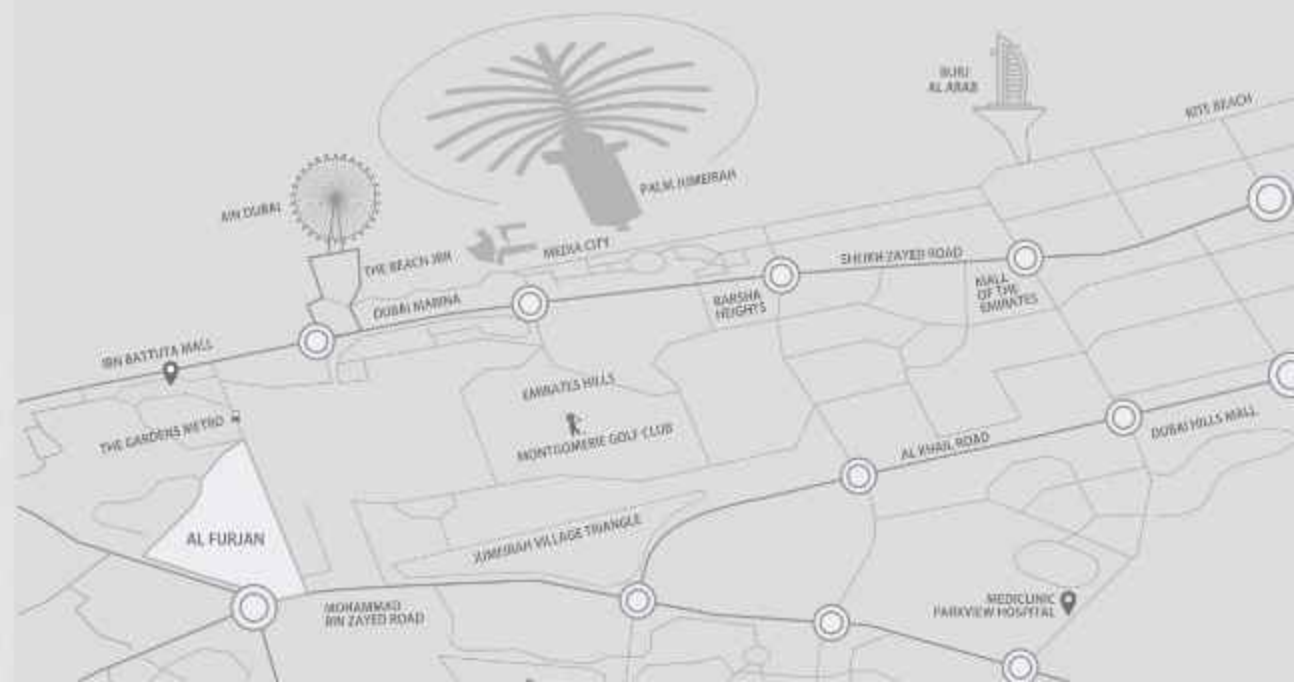 BURJ
AL ARAB
KITE BEACH
PALM JUMEIRAH
AIN DUBAI
THE BEACH JBR
MEDIA CITY
SHEIKH ZAYED ROAD
MALL
OF THE
EMIRATES
BARSHA
HEIGHTS
DUBAI MARINA
IBN BATTUTA MALL
EMIRATES HILLS
THE GARDENS METRO
MONTGOMERIE GOLF CLUB
DUBAI HILLS MALL
AL KHAIL ROAD
AL FURJAN
JUMEIRAH VILLAGE TRIANGLE
MOHAMMAD
BIN ZAYED ROAD
MEDICLINIC
PARKVIEW HOSPITAL